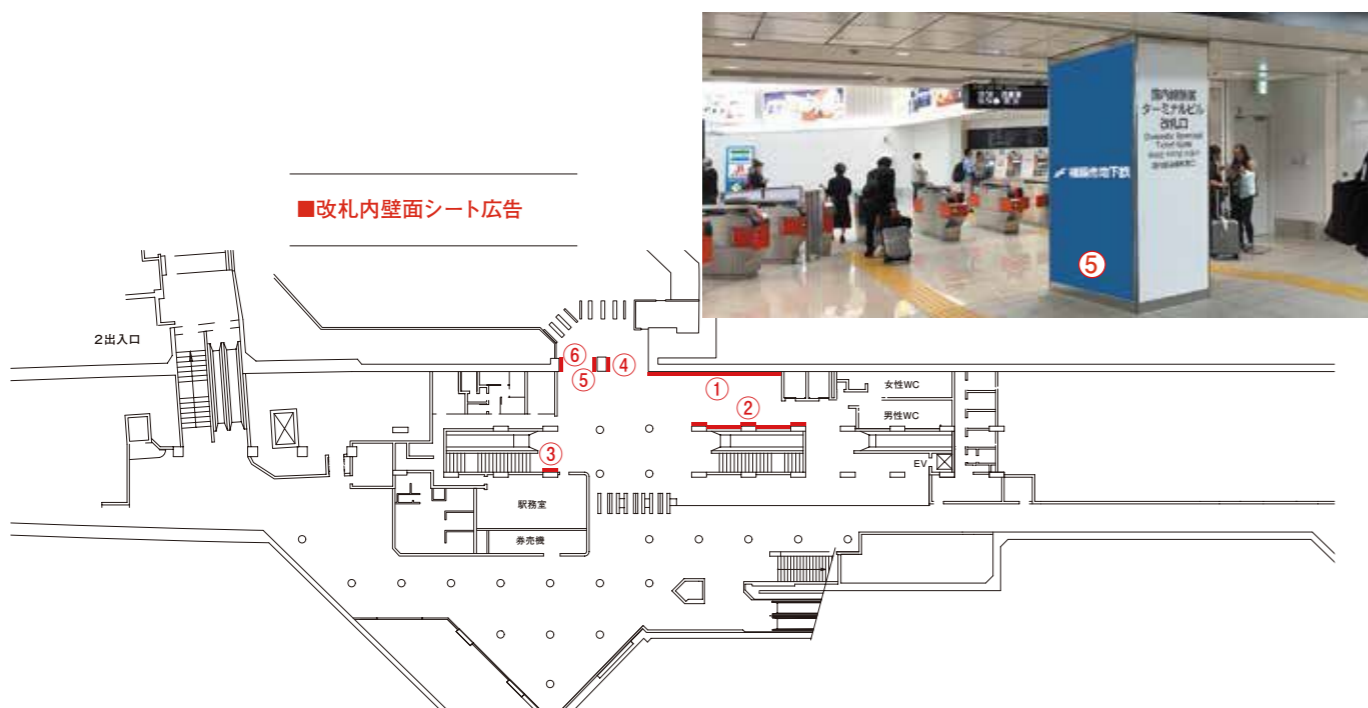 ■改札内壁面シート広告
国内線旅客
ターミナルビル
改札口
福岡市地下鉄
⑤
2出入口
⑥
④
⑤
①
女性WC
②
男性WC
③
EV
駅務室
券売機